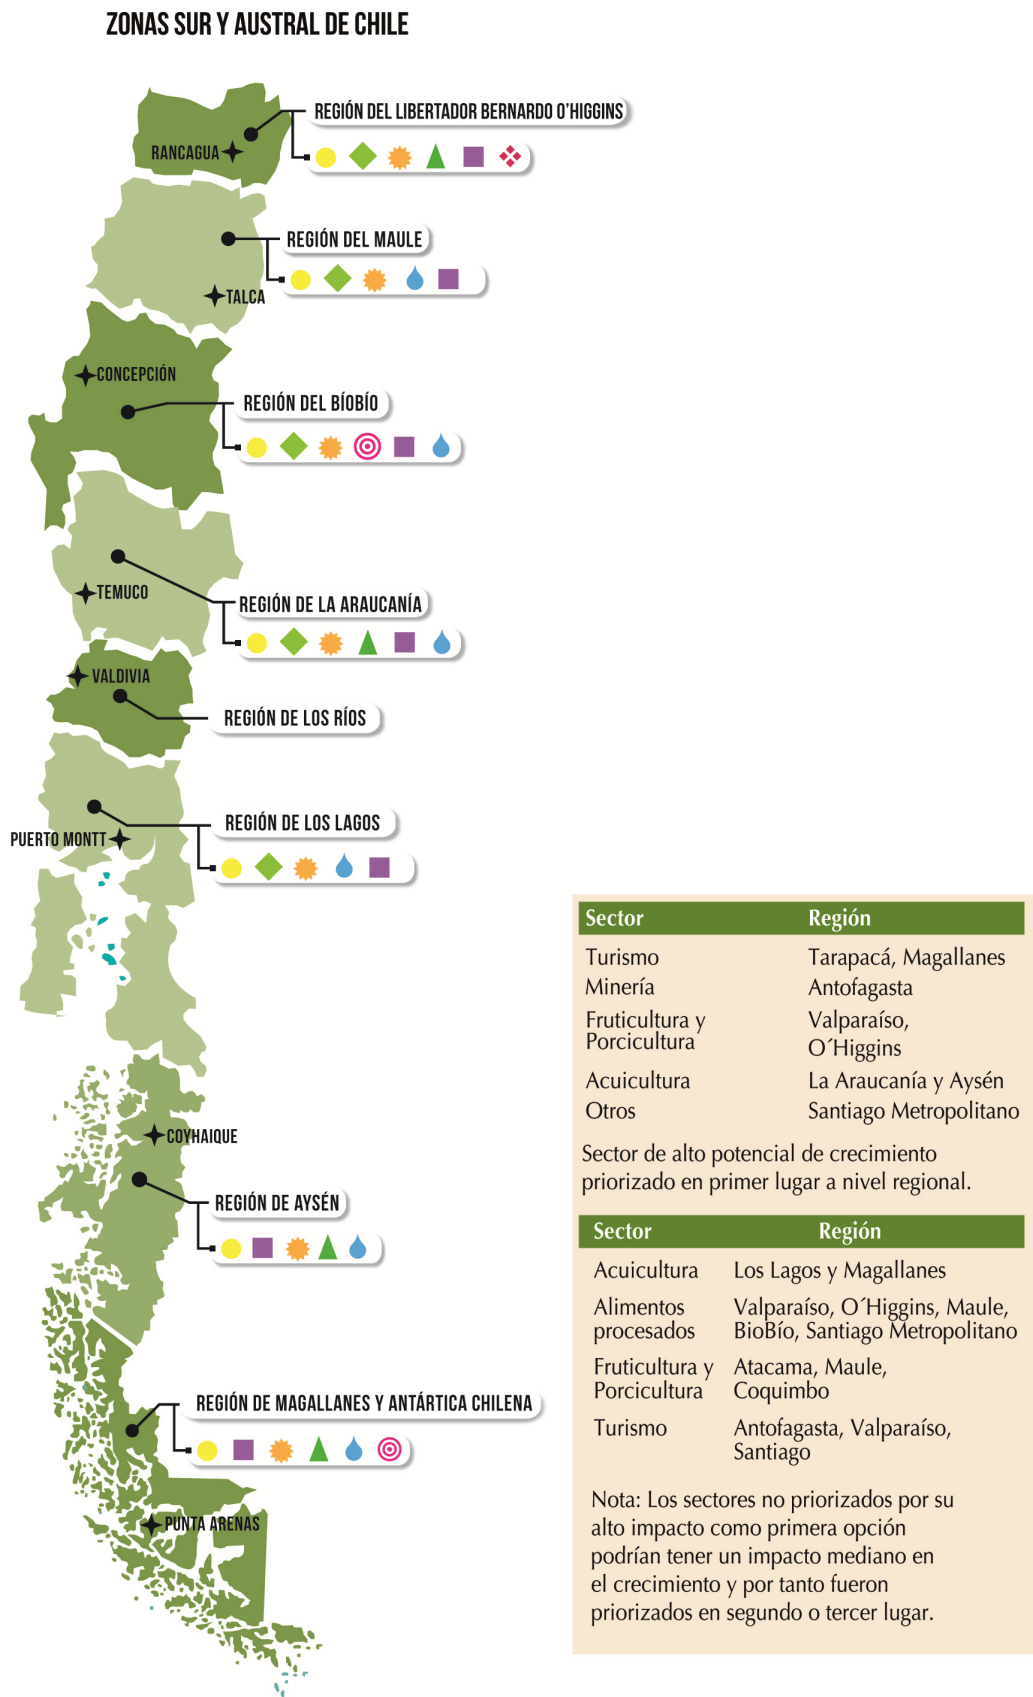 ZONAS SUR Y AUSTRAL DE CHILE
REGIÓN DEL LIBERTADOR BERNARDO O'HIGGINS
RANCAGUA
REGIÓN DEL MAULE
TALCA
CONCEPCIÓN
REGIÓN DEL BÍOBÍO
TEMUCO
REGIÓN DE LA ARAUCANÍA
VALDIVIA
REGIÓN DE LOS RÍOS
REGIÓN DE LOS LAGOS
PUERTO MONTT
COYHAIQUE
REGIÓN DE AYSÉN
REGIÓN DE MAGALLANES Y ANTÁRTICA CHILENA
PUNTA ARENAS
Sector Región
Turismo Tarapacá, Magallanes
Minería Antofagasta
Fruticultura y Valparaíso,
Porcicultura O´Higgins
Acuicultura La Araucanía y Aysén
Otros Santiago Metropolitano
Sector de alto potencial de crecimiento
priorizado en primer lugar a nivel regional.
Sector Región
Acuicultura Los Lagos y Magallanes
Alimentos Valparaíso, O´Higgins, Maule,
procesados BioBío, Santiago Metropolitano
Fruticultura y Atacama, Maule,
Porcicultura Coquimbo
Turismo Antofagasta, Valparaíso,
Santiago
Nota: Los sectores no priorizados por su
alto impacto como primera opción
podrían tener un impacto mediano en
el crecimiento y por tanto fueron
priorizados en segundo o tercer lugar.